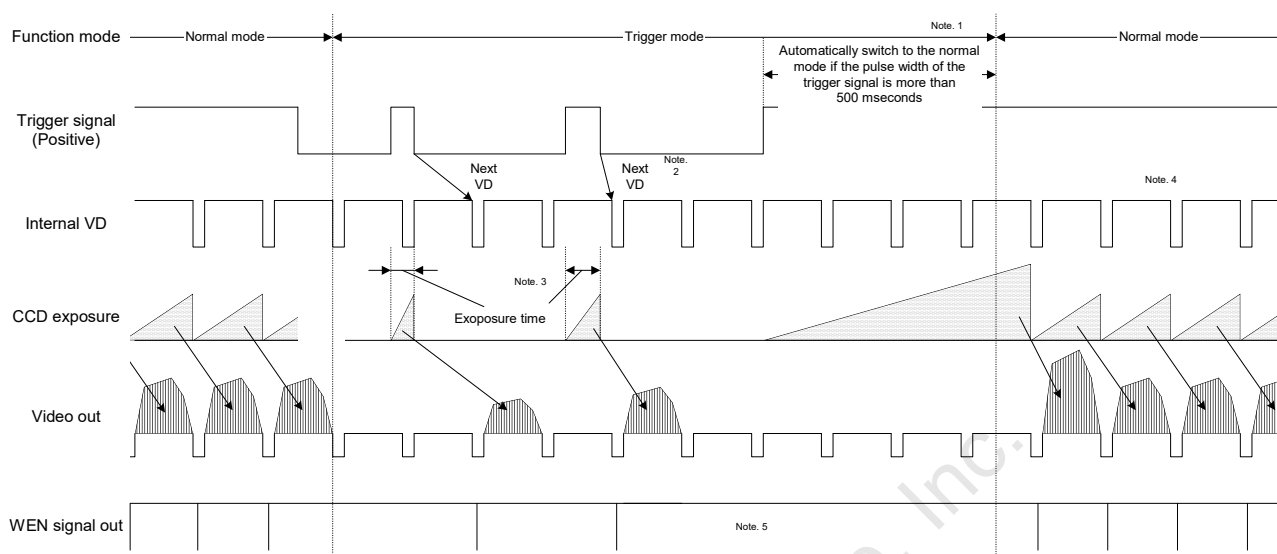 Function mode
Normal mode
Trigger mode
Note. 1
Normal mode
Automatically switch to the normal
mode if the pulse width of the
trigger signal is more than
500 mseconds
Trigger signal
(Positive)
Next
VD
Next
VD
Note.
2
Note. 4
Internal VD
Note. 3
CCD exposure
Exoposure time
Video out
WEN signal out
Note. 5
, Inc.